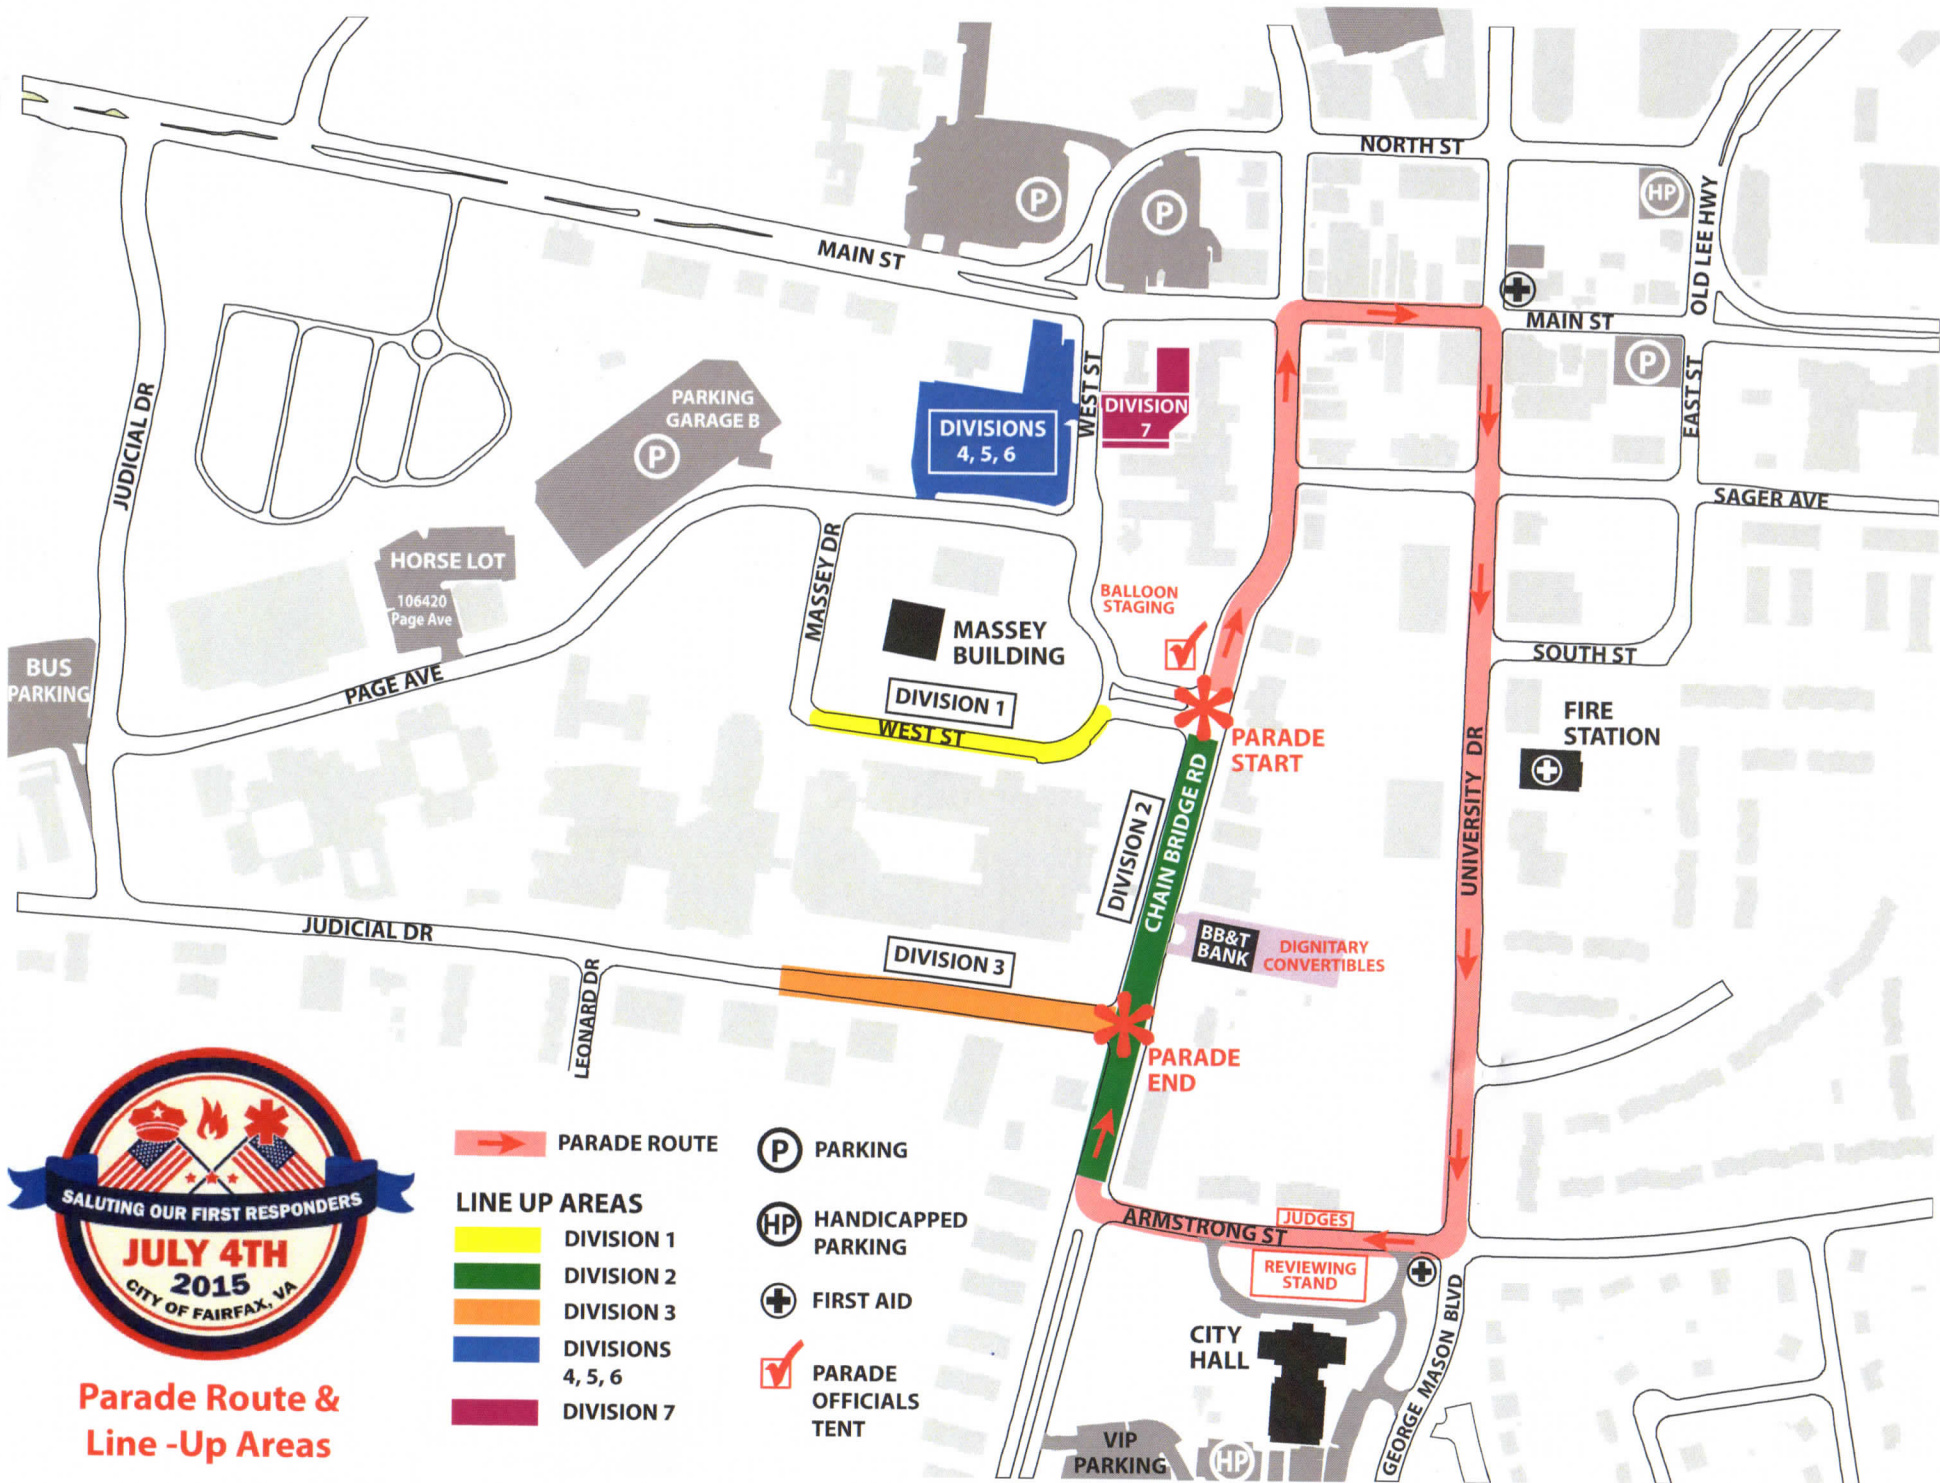 NORTH ST
P
P
HP
OLD LEE HWY
MAIN ST
MAIN ST
P
EAST ST
WEST ST
DIVISION
7
DIVISIONS
4, 5, 6
PARKING
GARAGE B
P
JUDICIAL DR
SAGER AVE
MASSEY DR
HORSE LOT
106420
Page Ave
BALLOON
STAGING
MASSEY
BUILDING
SOUTH ST
BUS
PARKING
PAGE AVE
DIVISION 1
WEST ST
PARADE
START
FIRE
STATION
UNIVERSITY DR
CHAIN BRIDGE RD
DIVISION 2
BB&T
BANK
DIGNITARY
CONVERTIBLES
JUDICIAL DR
DIVISION 3
LEONARD DR
PARADE
END
ARMSTRONG ST
JUDGES
REVIEWING
STAND
CITY
HALL
GEORGE MASON BLVD
VIP
PARKING
HP
SALUTING OUR FIRST RESPONDERS
JULY 4TH
2015
CITY OF FAIRFAX, VA
Parade Route &
Line -Up Areas
PARADE ROUTE
LINE UP AREAS
DIVISION 1
DIVISION 2
DIVISION 3
DIVISIONS
4, 5, 6
DIVISION 7
P PARKING
HP HANDICAPPED
PARKING
FIRST AID
PARADE
OFFICIALS
TENT